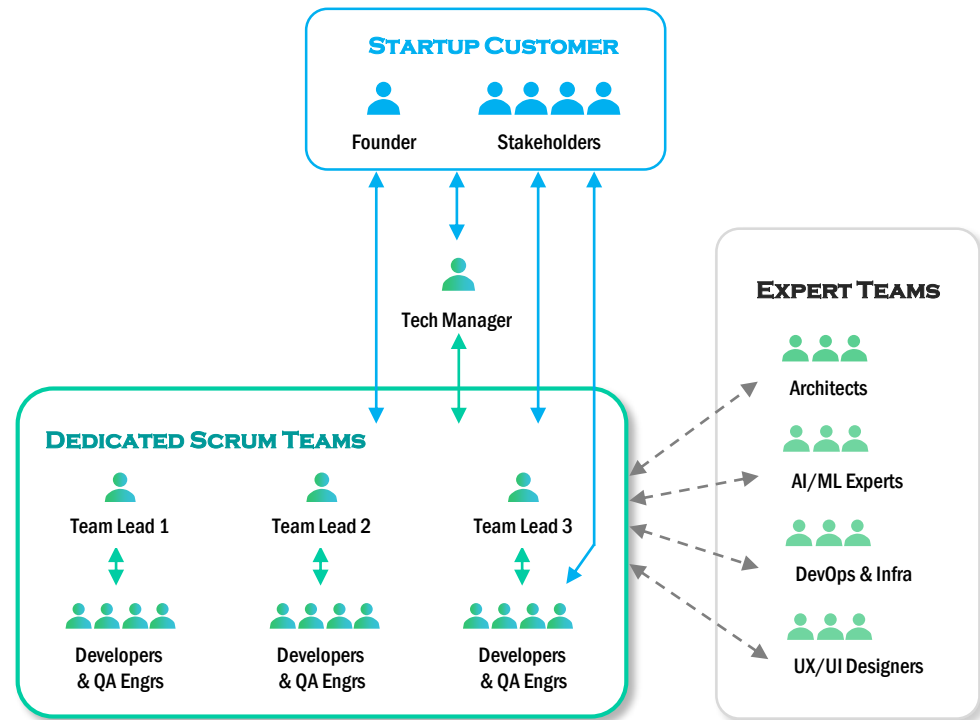 STARTUP CUSTOMER
Founder
Stakeholders
Tech Manager
EXPERT TEAMS
Architects
AI/ML Experts
DevOps & Infra
UX/UI Designers
DEDICATED SCRUM TEAMS
Team Lead 1
Team Lead 2
Team Lead 3
Developers
& QA Engrs
Developers
& QA Engrs
Developers
& QA Engrs